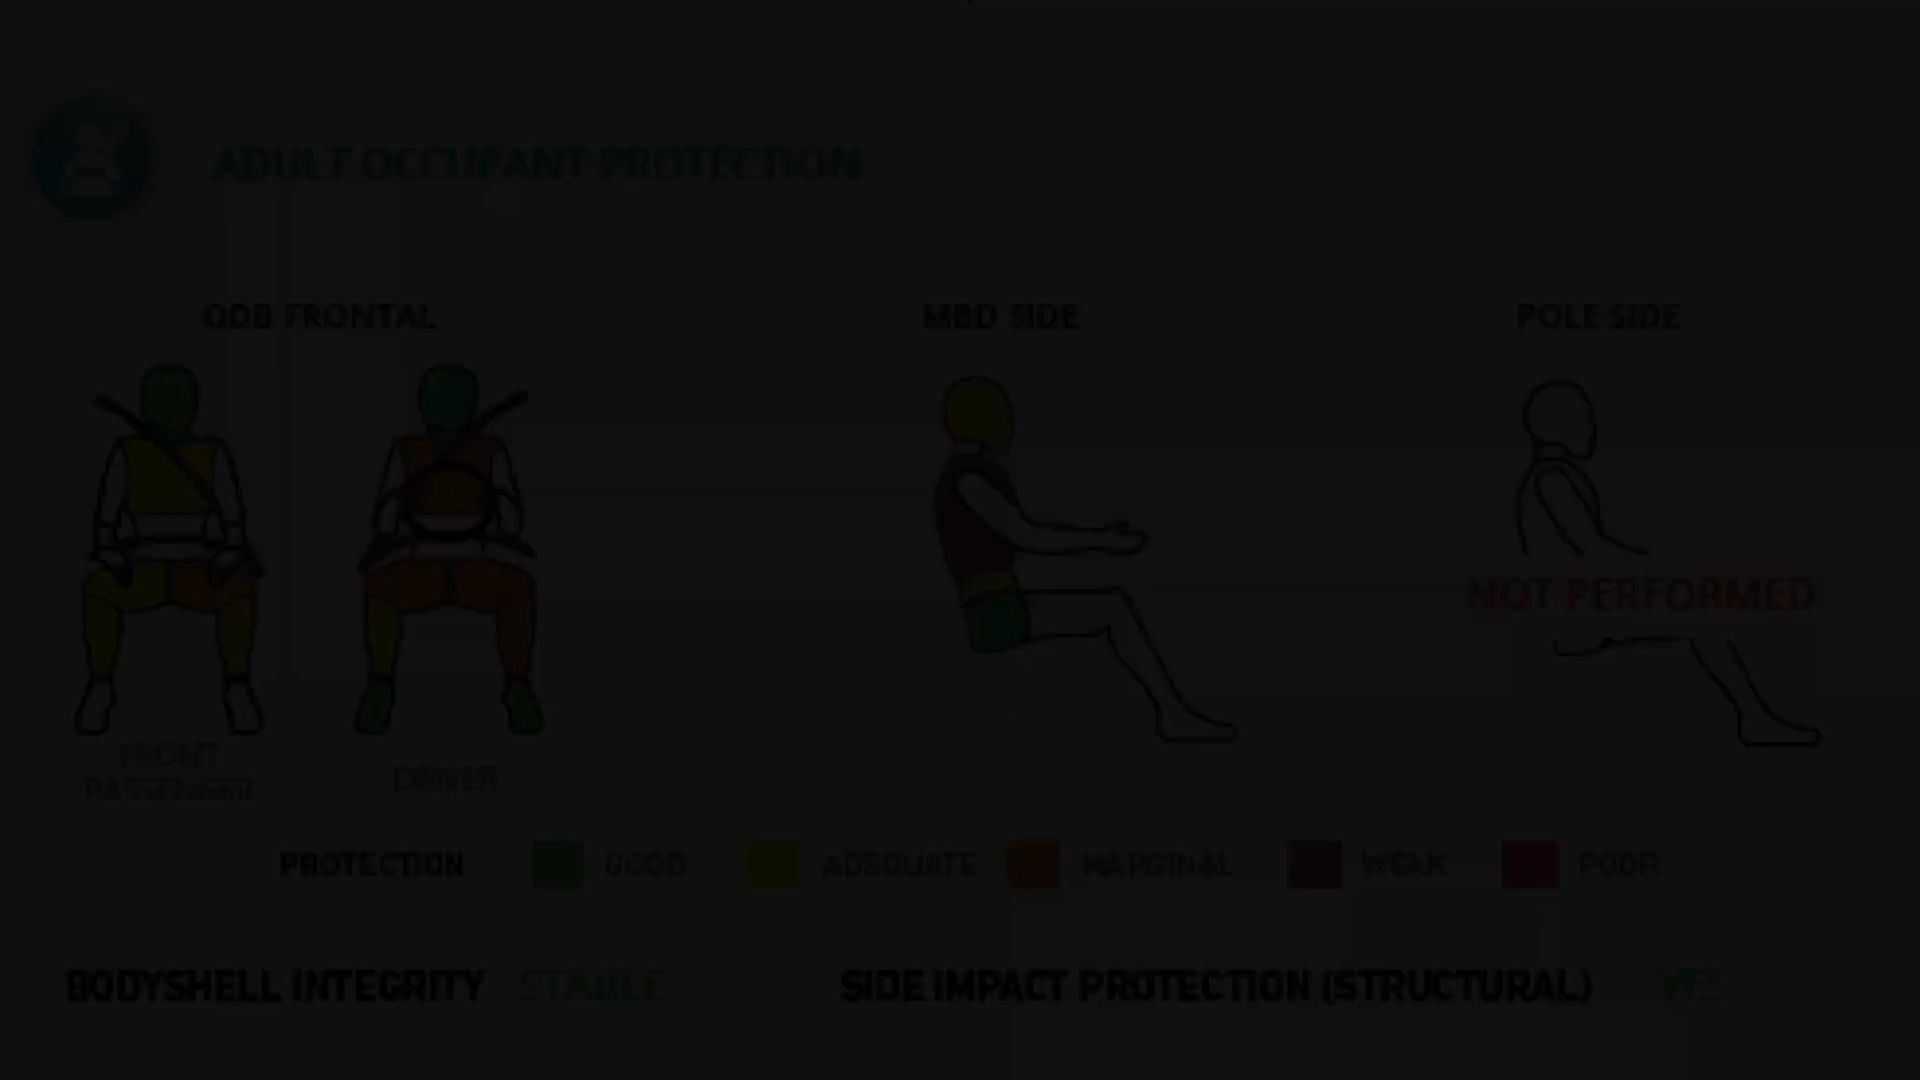 ADULT OCCUPANT PROTECTION
ODB FRONTAL
MBD SIDE
POLE SIDE
NOT PERFORMED
FRONT
DRIVER
PROTECTION
GOOD
ADEQUATE
MARGINAL
WEAK
POOR
BODYSHELL INTEGRITY STABLE
SIDE IMPACT PROTECTION (STRUCTURAL) YES